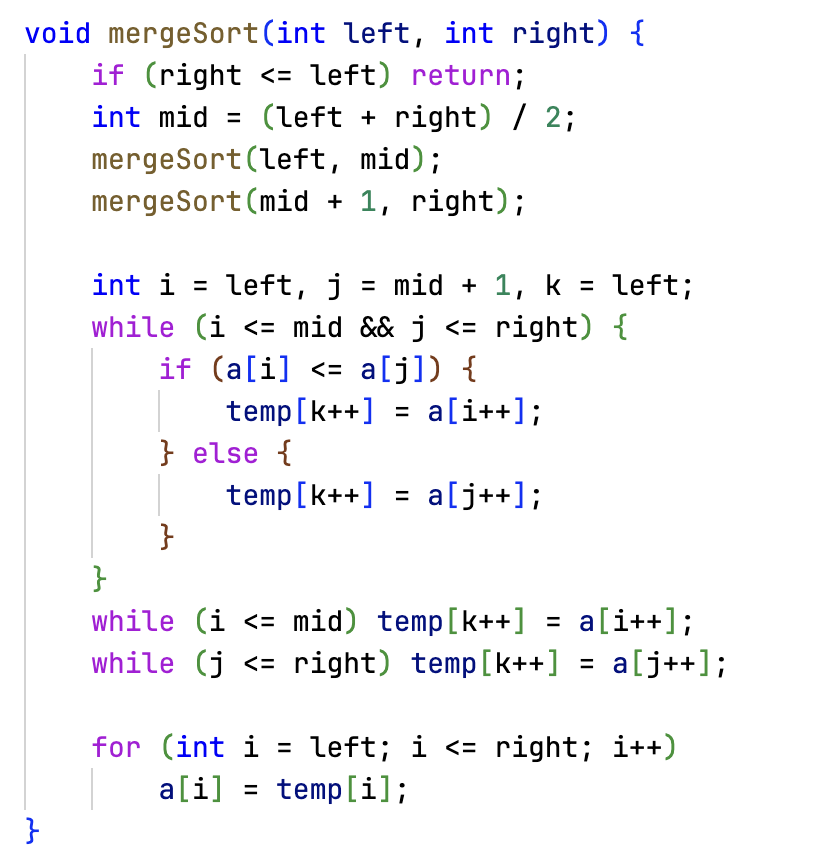 void mergeSort(int left, int right) {
    if (right <= left) return;
    int mid = (left + right) / 2;
    mergeSort(left, mid);
    mergeSort(mid + 1, right);

    int i = left, j = mid + 1, k = left;
    while (i <= mid && j <= right) {
        if (a[i] <= a[j]) {
            temp[k++] = a[i++];
        } else {
            temp[k++] = a[j++];
        }
    }
    while (i <= mid) temp[k++] = a[i++];
    while (j <= right) temp[k++] = a[j++];

    for (int i = left; i <= right; i++)
        a[i] = temp[i];
}